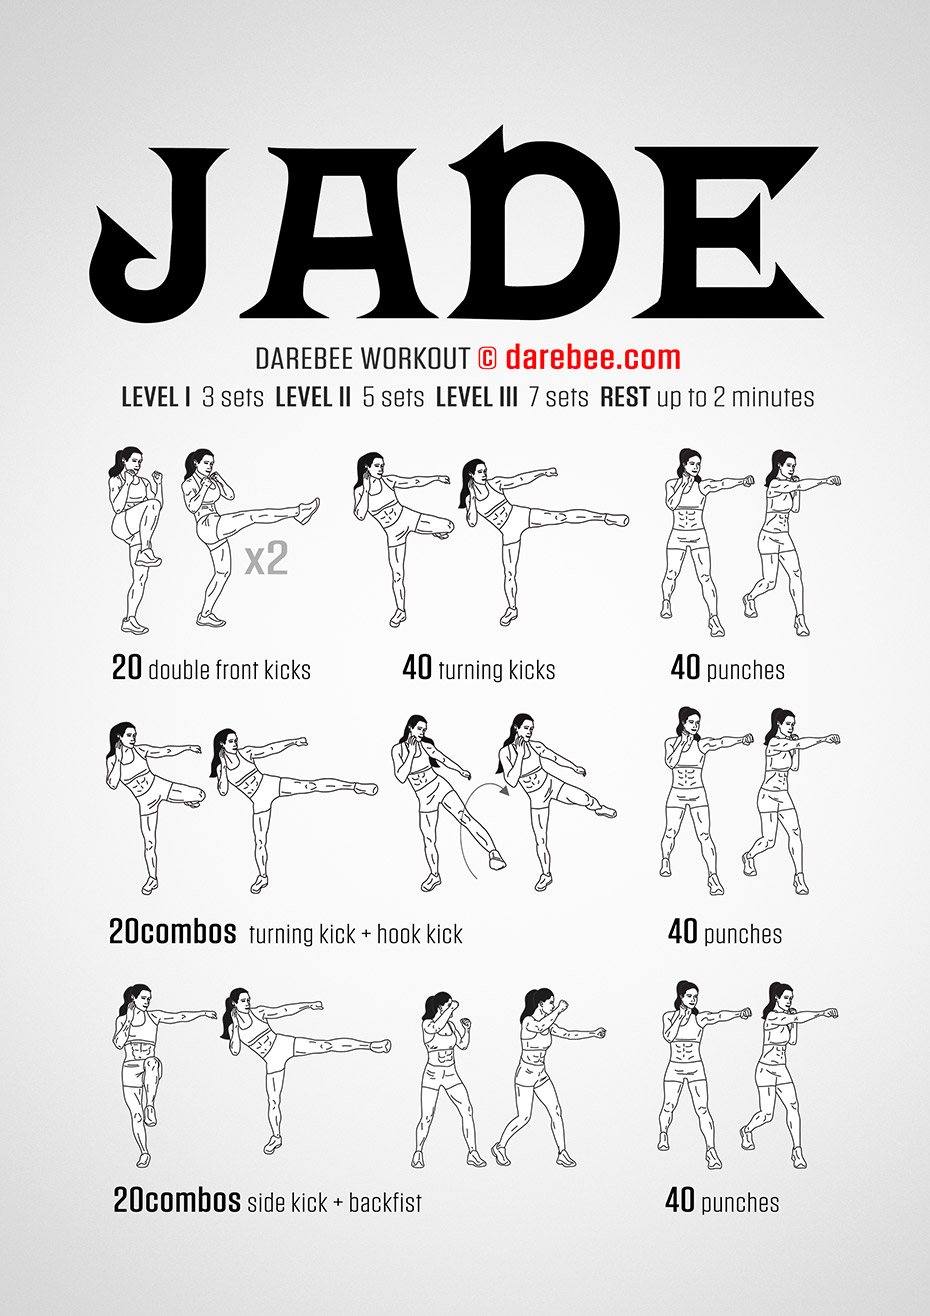 JADE
DAREBEE WORKOUT © darebee.com
LEVEL I 3 sets LEVEL II 5 sets LEVEL III 7 sets REST up to 2 minutes
x2
20 double front kicks
40 turning kicks
40 punches
20combos turning kick + hook kick
40 punches
20combos side kick + backfist
40 punches